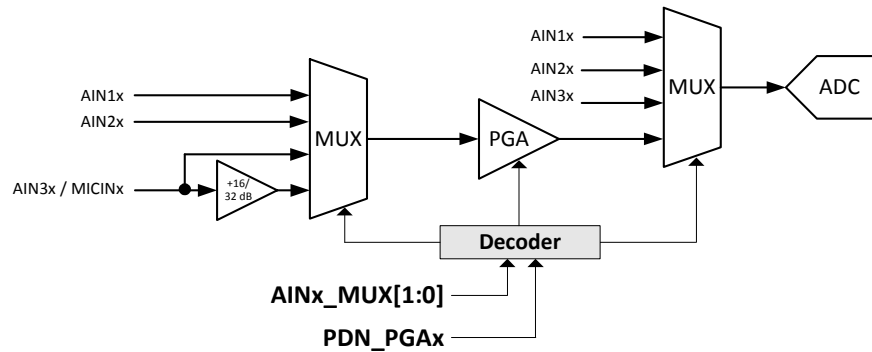 AIN1x
AIN2x
AIN3x
MUX
ADC
AIN1x
AIN2x
AIN3x / MICINx
+16/
32 dB
MUX
PGA
Decoder
AINx_MUX[1:0]
PDN_PGAx